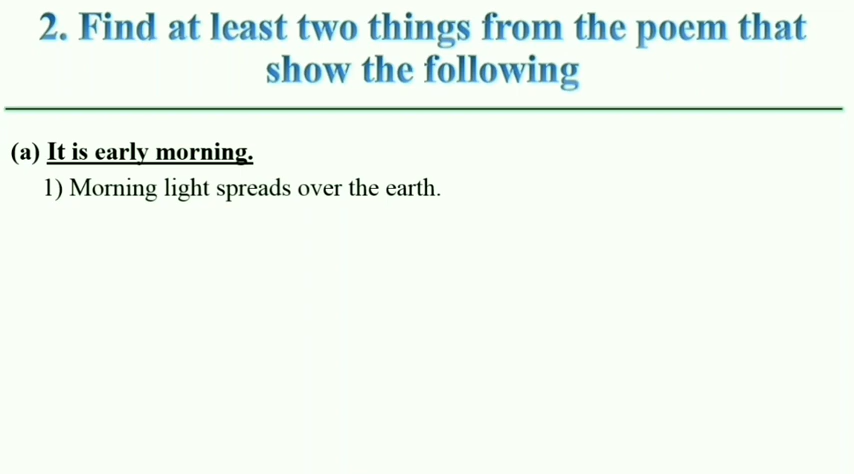 2. Find at least two things from the poem that
show the following
(a) It is early morning.
1) Morning light spreads over the earth.